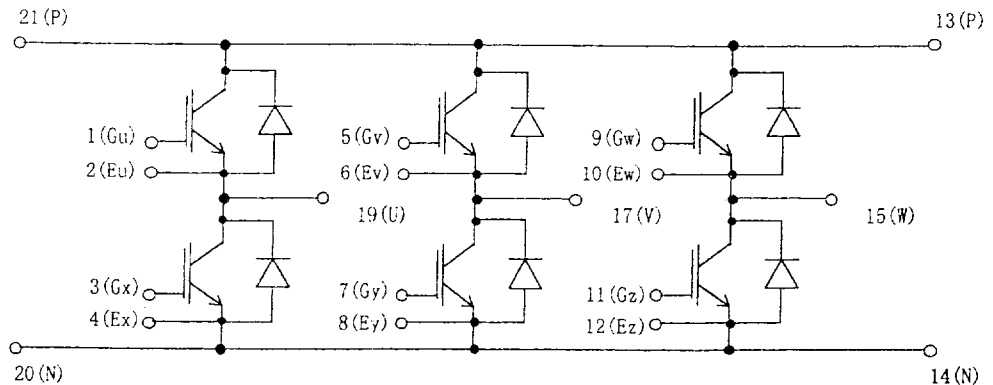 21(P)
13(P)
1(Gu)
5(Gv)
9(Gw)
2(Eu)
6(Ev)
10(Ew)
19(U)
17(V)
15(W)
3(Gx)
7(Gy)
11(Gz)
4(Ex)
8(Ey)
12(Ez)
20(N)
14(N)